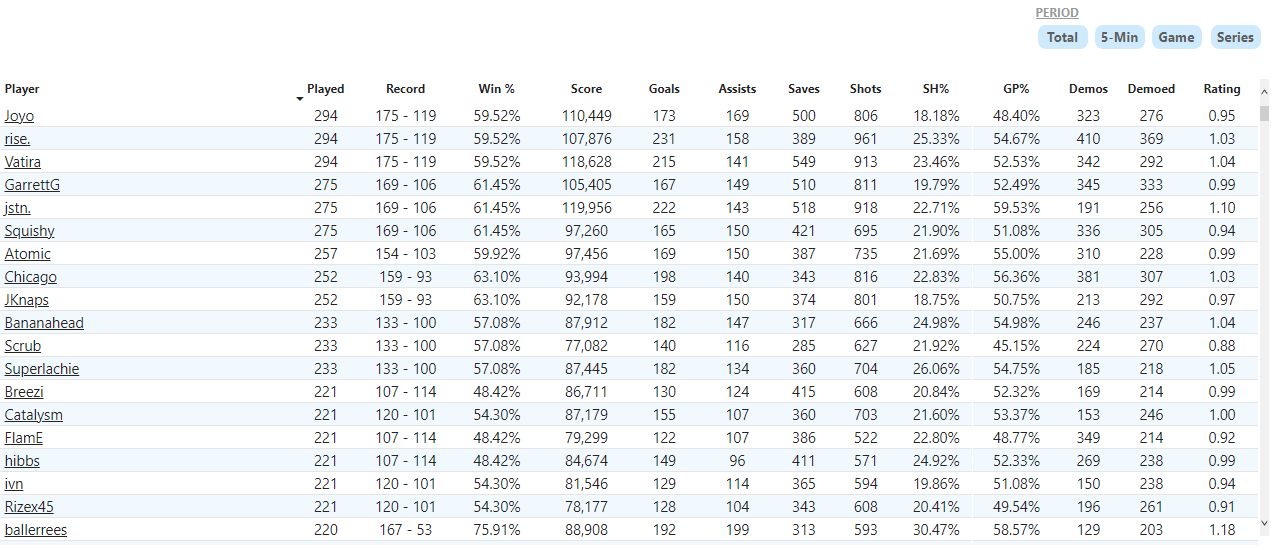 PERIOD
Total 5-Min Game Series
Player Played Record Win % Score Goals Assists Saves Shots SH% GP% Demos Demoed Rating
Joyo 294 175 - 119 59.52% 110,449 173 169 500 806 18.18% 48.40% 323 276 0.95
rise. 294 175 - 119 59.52% 107,876 231 158 389 961 25.33% 54.67% 410 369 1.03
Vatira 294 175 - 119 59.52% 118,628 215 141 549 913 23.46% 52.53% 342 292 1.04
GarrettG 275 169 - 106 61.45% 105,405 167 149 510 811 19.79% 52.49% 345 333 0.99
jstn. 275 169 - 106 61.45% 119,956 222 143 518 918 22.71% 59.53% 191 256 1.10
Squishy 275 169 - 106 61.45% 97,260 165 150 421 695 21.90% 51.08% 336 305 0.94
Atomic 257 154 - 103 59.92% 97,456 169 150 387 735 21.69% 55.00% 310 228 0.99
Chicago 252 159 - 93 63.10% 93,994 198 140 343 816 22.83% 56.36% 381 307 1.03
JKnaps 252 159 - 93 63.10% 92,178 159 150 374 801 18.75% 50.75% 213 292 0.97
Bananahead 233 133 - 100 57.08% 87,912 182 147 317 666 24.98% 54.98% 246 237 1.04
Scrub 233 133 - 100 57.08% 77,082 140 116 285 627 21.92% 45.15% 224 270 0.88
Superlachie 233 133 - 100 57.08% 87,445 182 134 360 704 26.06% 54.75% 185 218 1.05
Breezi 221 107 - 114 48.42% 86,711 130 124 415 608 20.84% 52.32% 169 214 0.99
Catalysm 221 120 - 101 54.30% 87,179 155 107 360 703 21.60% 53.37% 153 246 1.00
FlamE 221 107 - 114 48.42% 79,299 122 107 386 522 22.80% 48.77% 349 214 0.92
hibbs 221 107 - 114 48.42% 84,674 149 96 411 571 24.92% 52.33% 269 238 0.99
ivn 221 120 - 101 54.30% 81,546 129 114 365 594 19.86% 51.08% 150 238 0.94
Rizex45 221 120 - 101 54.30% 78,177 128 104 343 608 20.41% 49.54% 196 261 0.91
ballerrees 220 167 - 53 75.91% 88,908 192 199 313 593 30.47% 58.57% 129 203 1.18